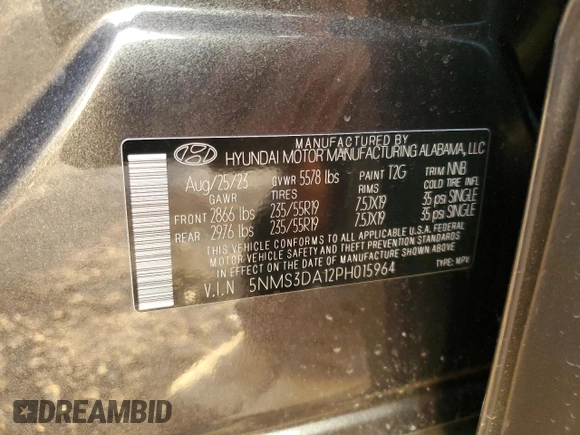 MANUFACTURED BY
HYUNDAI MOTOR MANUFACTURING ALABAMA, LLC
Aug/25/23 GVWR 5578 lbs PAINT T2G TRIM NNB
GAWR TIRES RIMS COLD TIRE INFL
FRONT 2866 lbs 235/55R19 7.5JX19 35 psi SINGLE
REAR 2976 lbs 235/55R19 7.5JX19 35 psi SINGLE
THIS VEHICLE CONFORMS TO ALL APPLICABLE U.S.A. FEDERAL
MOTOR-VEHICLE SAFETY AND THEFT PREVENTION STANDARDS
IN EFFECT ON THE DATE OF MANUFACTURE SHOWN ABOVE
V.I.N 5NMS3DA12PH015964 TYPE: MPV
DREAMBID